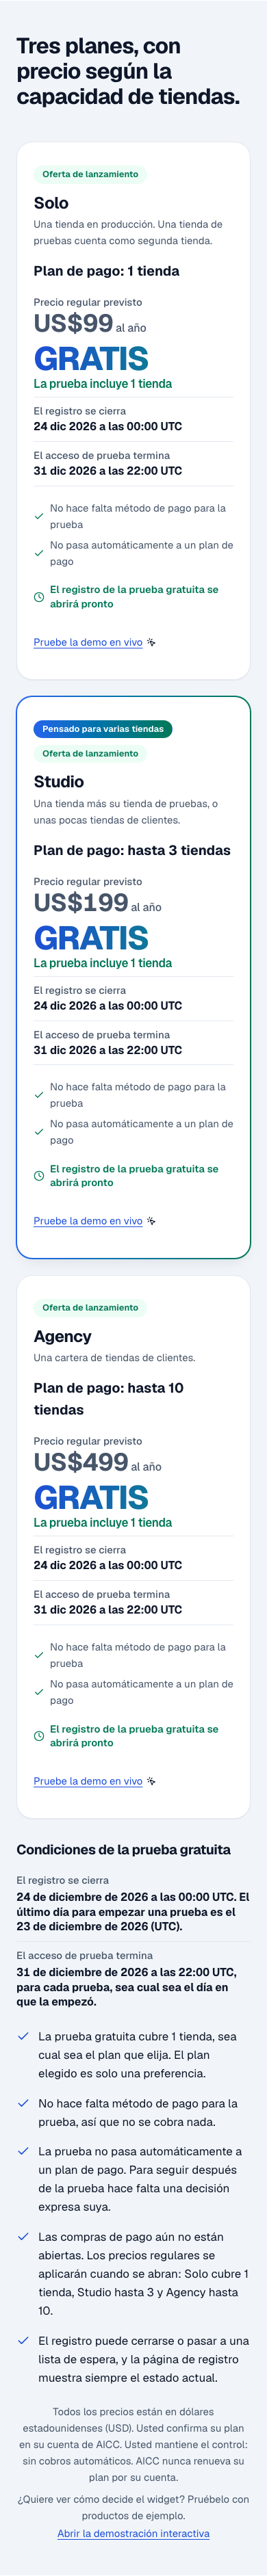 Tres planes, con
precio según la
capacidad de tiendas.
Oferta de lanzamiento
Solo
Una tienda en producción. Una tienda de
pruebas cuenta como segunda tienda.
Plan de pago: 1 tienda
Precio regular previsto
US$99 al año
GRATIS
La prueba incluye 1 tienda
El registro se cierra
24 dic 2026 a las 00:00 UTC
El acceso de prueba termina
31 dic 2026 a las 22:00 UTC
No hace falta método de pago para la
prueba
No pasa automáticamente a un plan de
pago
El registro de la prueba gratuita se
abrirá pronto
Pruebe la demo en vivo
Pensado para varias tiendas
Oferta de lanzamiento
Studio
Una tienda más su tienda de pruebas, o
unas pocas tiendas de clientes.
Plan de pago: hasta 3 tiendas
Precio regular previsto
US$199 al año
GRATIS
La prueba incluye 1 tienda
El registro se cierra
24 dic 2026 a las 00:00 UTC
El acceso de prueba termina
31 dic 2026 a las 22:00 UTC
No hace falta método de pago para la
prueba
No pasa automáticamente a un plan de
pago
El registro de la prueba gratuita se
abrirá pronto
Pruebe la demo en vivo
Oferta de lanzamiento
Agency
Una cartera de tiendas de clientes.
Plan de pago: hasta 10
tiendas
Precio regular previsto
US$499 al año
GRATIS
La prueba incluye 1 tienda
El registro se cierra
24 dic 2026 a las 00:00 UTC
El acceso de prueba termina
31 dic 2026 a las 22:00 UTC
No hace falta método de pago para la
prueba
No pasa automáticamente a un plan de
pago
El registro de la prueba gratuita se
abrirá pronto
Pruebe la demo en vivo
Condiciones de la prueba gratuita
El registro se cierra
24 de diciembre de 2026 a las 00:00 UTC. El
último día para empezar una prueba es el
23 de diciembre de 2026 (UTC).
El acceso de prueba termina
31 de diciembre de 2026 a las 22:00 UTC,
para cada prueba, sea cual sea el día en
que la empezó.
La prueba gratuita cubre 1 tienda, sea
cual sea el plan que elija. El plan
elegido es solo una preferencia.
No hace falta método de pago para la
prueba, así que no se cobra nada.
La prueba no pasa automáticamente a
un plan de pago. Para seguir después
de la prueba hace falta una decisión
expresa suya.
Las compras de pago aún no están
abiertas. Los precios regulares se
aplicarán cuando se abran: Solo cubre 1
tienda, Studio hasta 3 y Agency hasta
10.
El registro puede cerrarse o pasar a una
lista de espera, y la página de registro
muestra siempre el estado actual.
Todos los precios están en dólares
estadounidenses (USD). Usted confirma su plan
en su cuenta de AICC. Usted mantiene el control:
sin cobros automáticos. AICC nunca renueva su
plan por su cuenta.
¿Quiere ver cómo decide el widget? Pruébelo con
productos de ejemplo.
Abrir la demostración interactiva